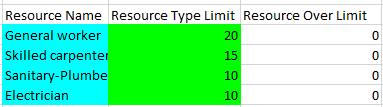 Resource Name Resource Type Limit Resource Over Limit
General worker 20 0
Skilled carpenter 15 0
Sanitary-Plumbe 10 0
Electrician 10 0